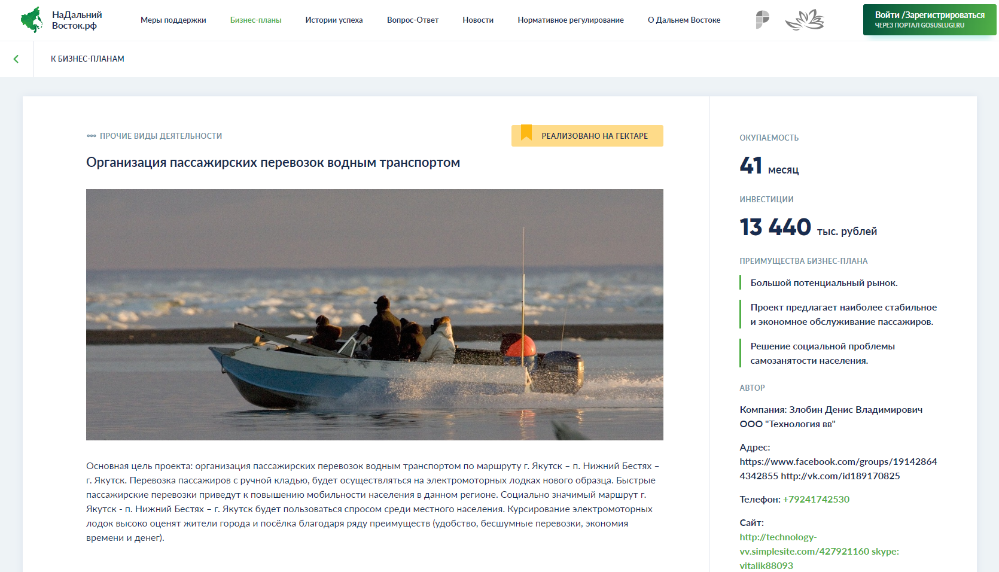 НаДальний
Восток.рф
Меры поддержки
Бизнес-планы
Истории успеха
Вопрос-Ответ
Новости
Нормативное регулирование
О Дальнем Востоке
Войти /Зарегистрироваться
ЧЕРЕЗ ПОРТАЛ GOSUSLUGI.RU
К БИЗНЕС-ПЛАНАМ
ПРОЧИЕ ВИДЫ ДЕЯТЕЛЬНОСТИ
РЕАЛИЗОВАНО НА ГЕКТАРЕ
Организация пассажирских перевозок водным транспортом
YAMAHA
Основная цель проекта: организация пассажирских перевозок водным транспортом по маршруту г. Якутск – п. Нижний Бестях –
г. Якутск. Перевозка пассажиров с ручной кладью, будет осуществляться на электромоторных лодках нового образца. Быстрые
пассажирские перевозки приведут к повышению мобильности населения в данном регионе. Социально значимый маршрут г.
Якутск - п. Нижний Бестях – г. Якутск будет пользоваться спросом среди местного населения. Курсирование электромоторных
лодок высоко оценят жители города и посёлка благодаря ряду преимуществ (удобство, бесшумные перевозки, экономия
времени и денег).
ОКУПАЕМОСТЬ
41 месяц
ИНВЕСТИЦИИ
13 440 тыс. рублей
ПРЕИМУЩЕСТВА БИЗНЕС-ПЛАНА
Большой потенциальный рынок.
Проект предлагает наиболее стабильное
и экономное обслуживание пассажиров.
Решение социальной проблемы
самозанятости населения.
АВТОР
Компания: Злобин Денис Владимирович
ООО "Технология вв"
Адрес:
https://www.facebook.com/groups/19142864
4342855 http://vk.com/id189170825
Телефон: +79241742530
Сайт:
http://technology-
vv.simplesite.com/427921160 skype:
vitalik88093